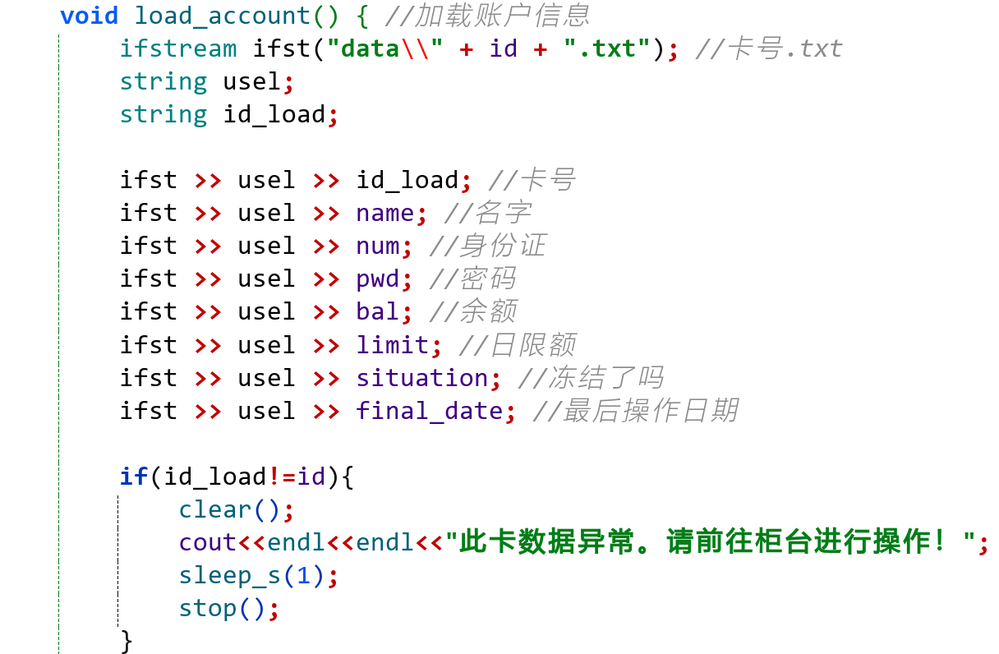 void load_account() { //加载账户信息
ifstream ifst("data\\" + id + ".txt"); //卡号.txt
string usel;
string id_load;
ifst >> usel >> id_load; //卡号
ifst >> usel >> name; //名字
ifst >> usel >> num; //身份证
ifst >> usel >> pwd; //密码
ifst >> usel >> bal; //余额
ifst >> usel >> limit; //日限额
ifst >> usel >> situation; //冻结了吗
ifst >> usel >> final_date; //最后操作日期
if(id_load!=id){
clear();
cout<<endl<<endl<<"此卡数据异常。请前往柜台进行操作！";
sleep_s(1);
stop();
}